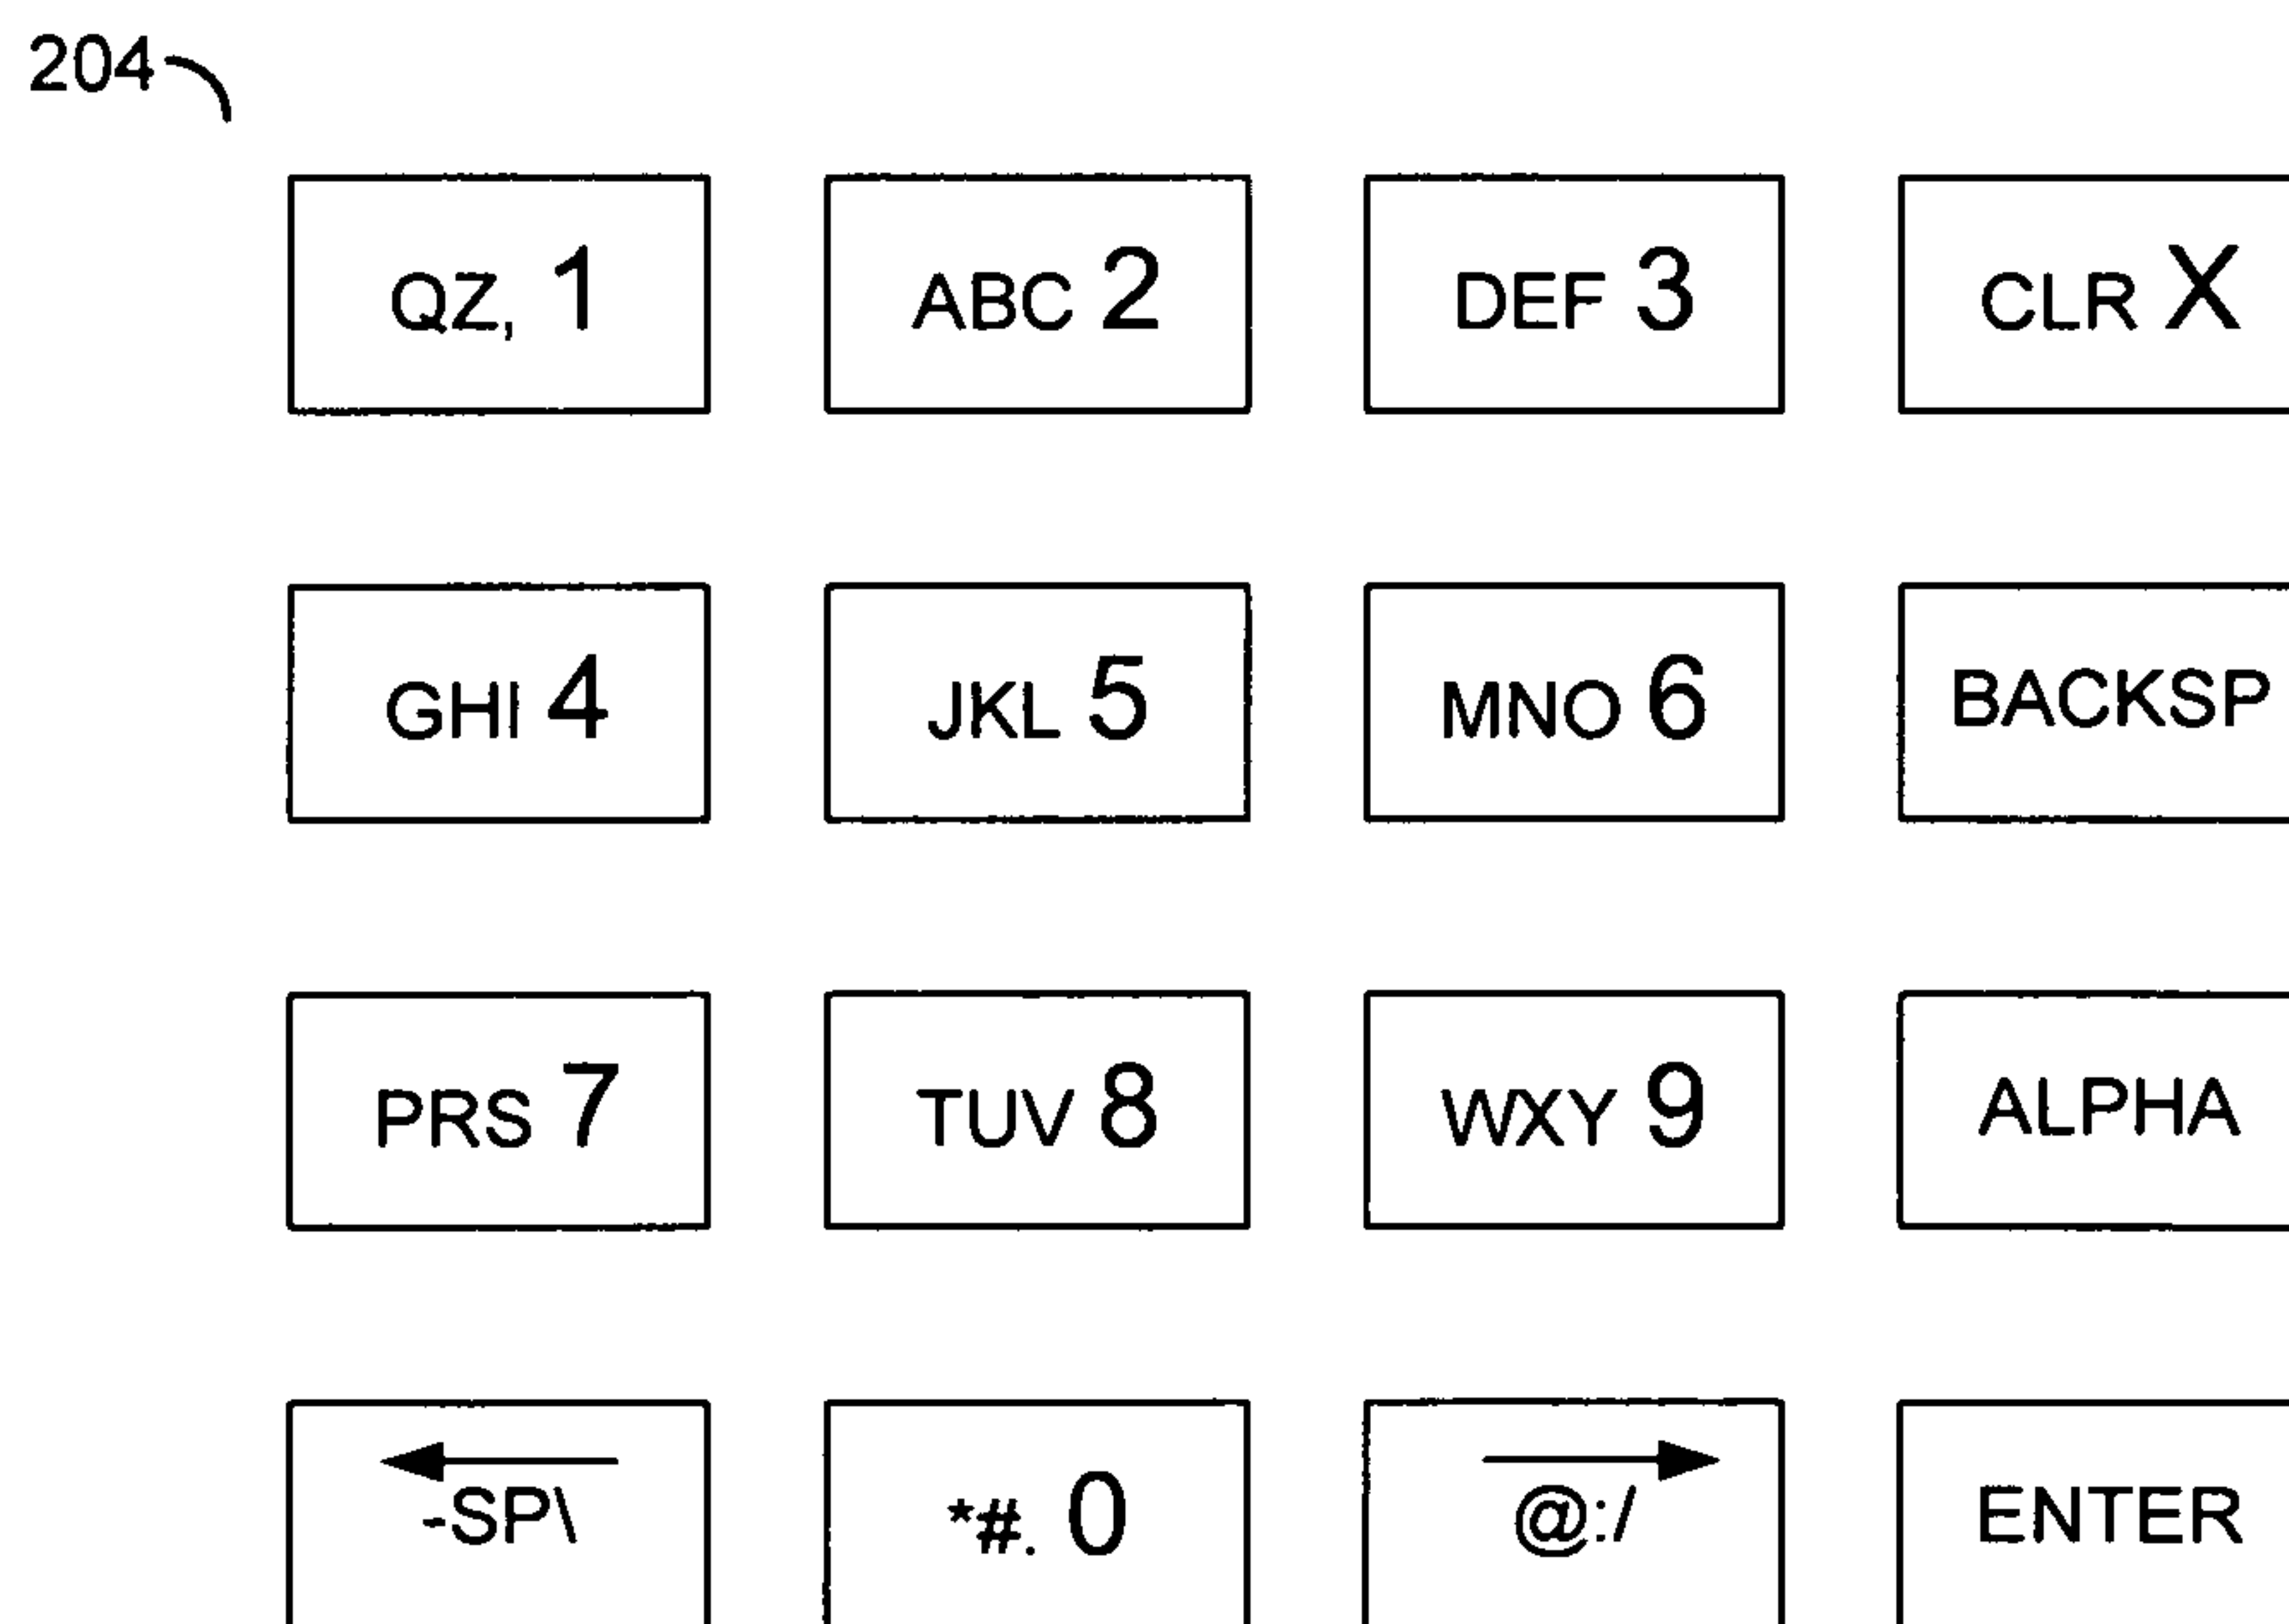 204
QZ, 1 ABC 2 DEF 3 CLR X
GHI 4 JKL 5 MNO 6 BACKSP
PRS 7 TUV 8 WXY 9 ALPHA
-SP\ *#. 0 @:/ ENTER